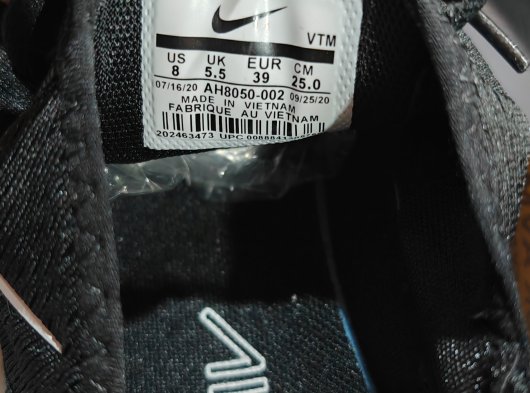 VTM
US UK EUR CM
8 5.5 39 25.0
07/16/20 AH8050-002 09/25/20
MADE IN VIETNAM
FABRIQUE AU VIETNAM
202463473 UPC
AIR